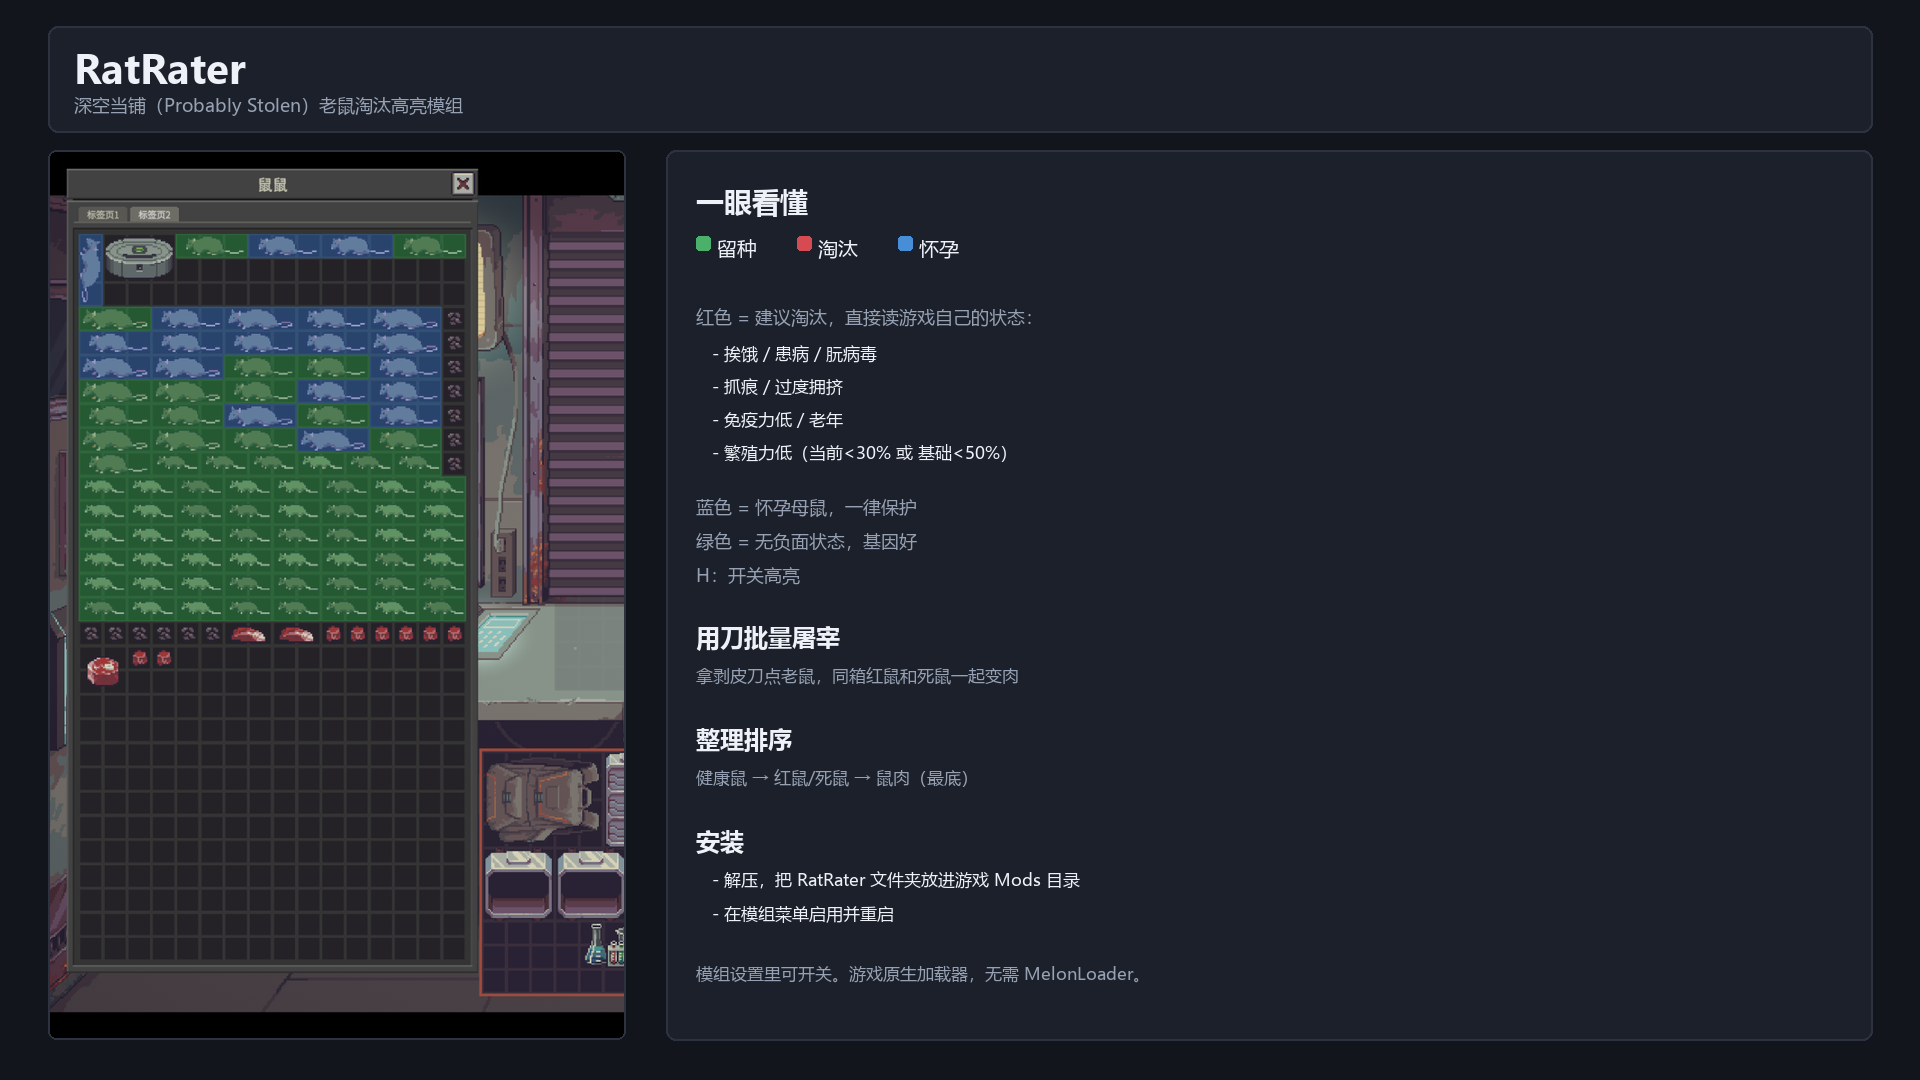 RatRater
深空当铺（Probably Stolen）老鼠淘汰高亮模组
鼠鼠
标签页1 标签页2
一眼看懂
留种 淘汰 怀孕
红色 = 建议淘汰，直接读游戏自己的状态：
- 挨饿 / 患病 / 朊病毒
- 抓痕 / 过度拥挤
- 免疫力低 / 老年
- 繁殖力低（当前<30% 或 基础<50%）
蓝色 = 怀孕母鼠，一律保护
绿色 = 无负面状态，基因好
H：开关高亮
用刀批量屠宰
拿剥皮刀点老鼠，同箱红鼠和死鼠一起变肉
整理排序
健康鼠 → 红鼠/死鼠 → 鼠肉（最底）
安装
- 解压，把 RatRater 文件夹放进游戏 Mods 目录
- 在模组菜单启用并重启
模组设置里可开关。游戏原生加载器，无需 MelonLoader。